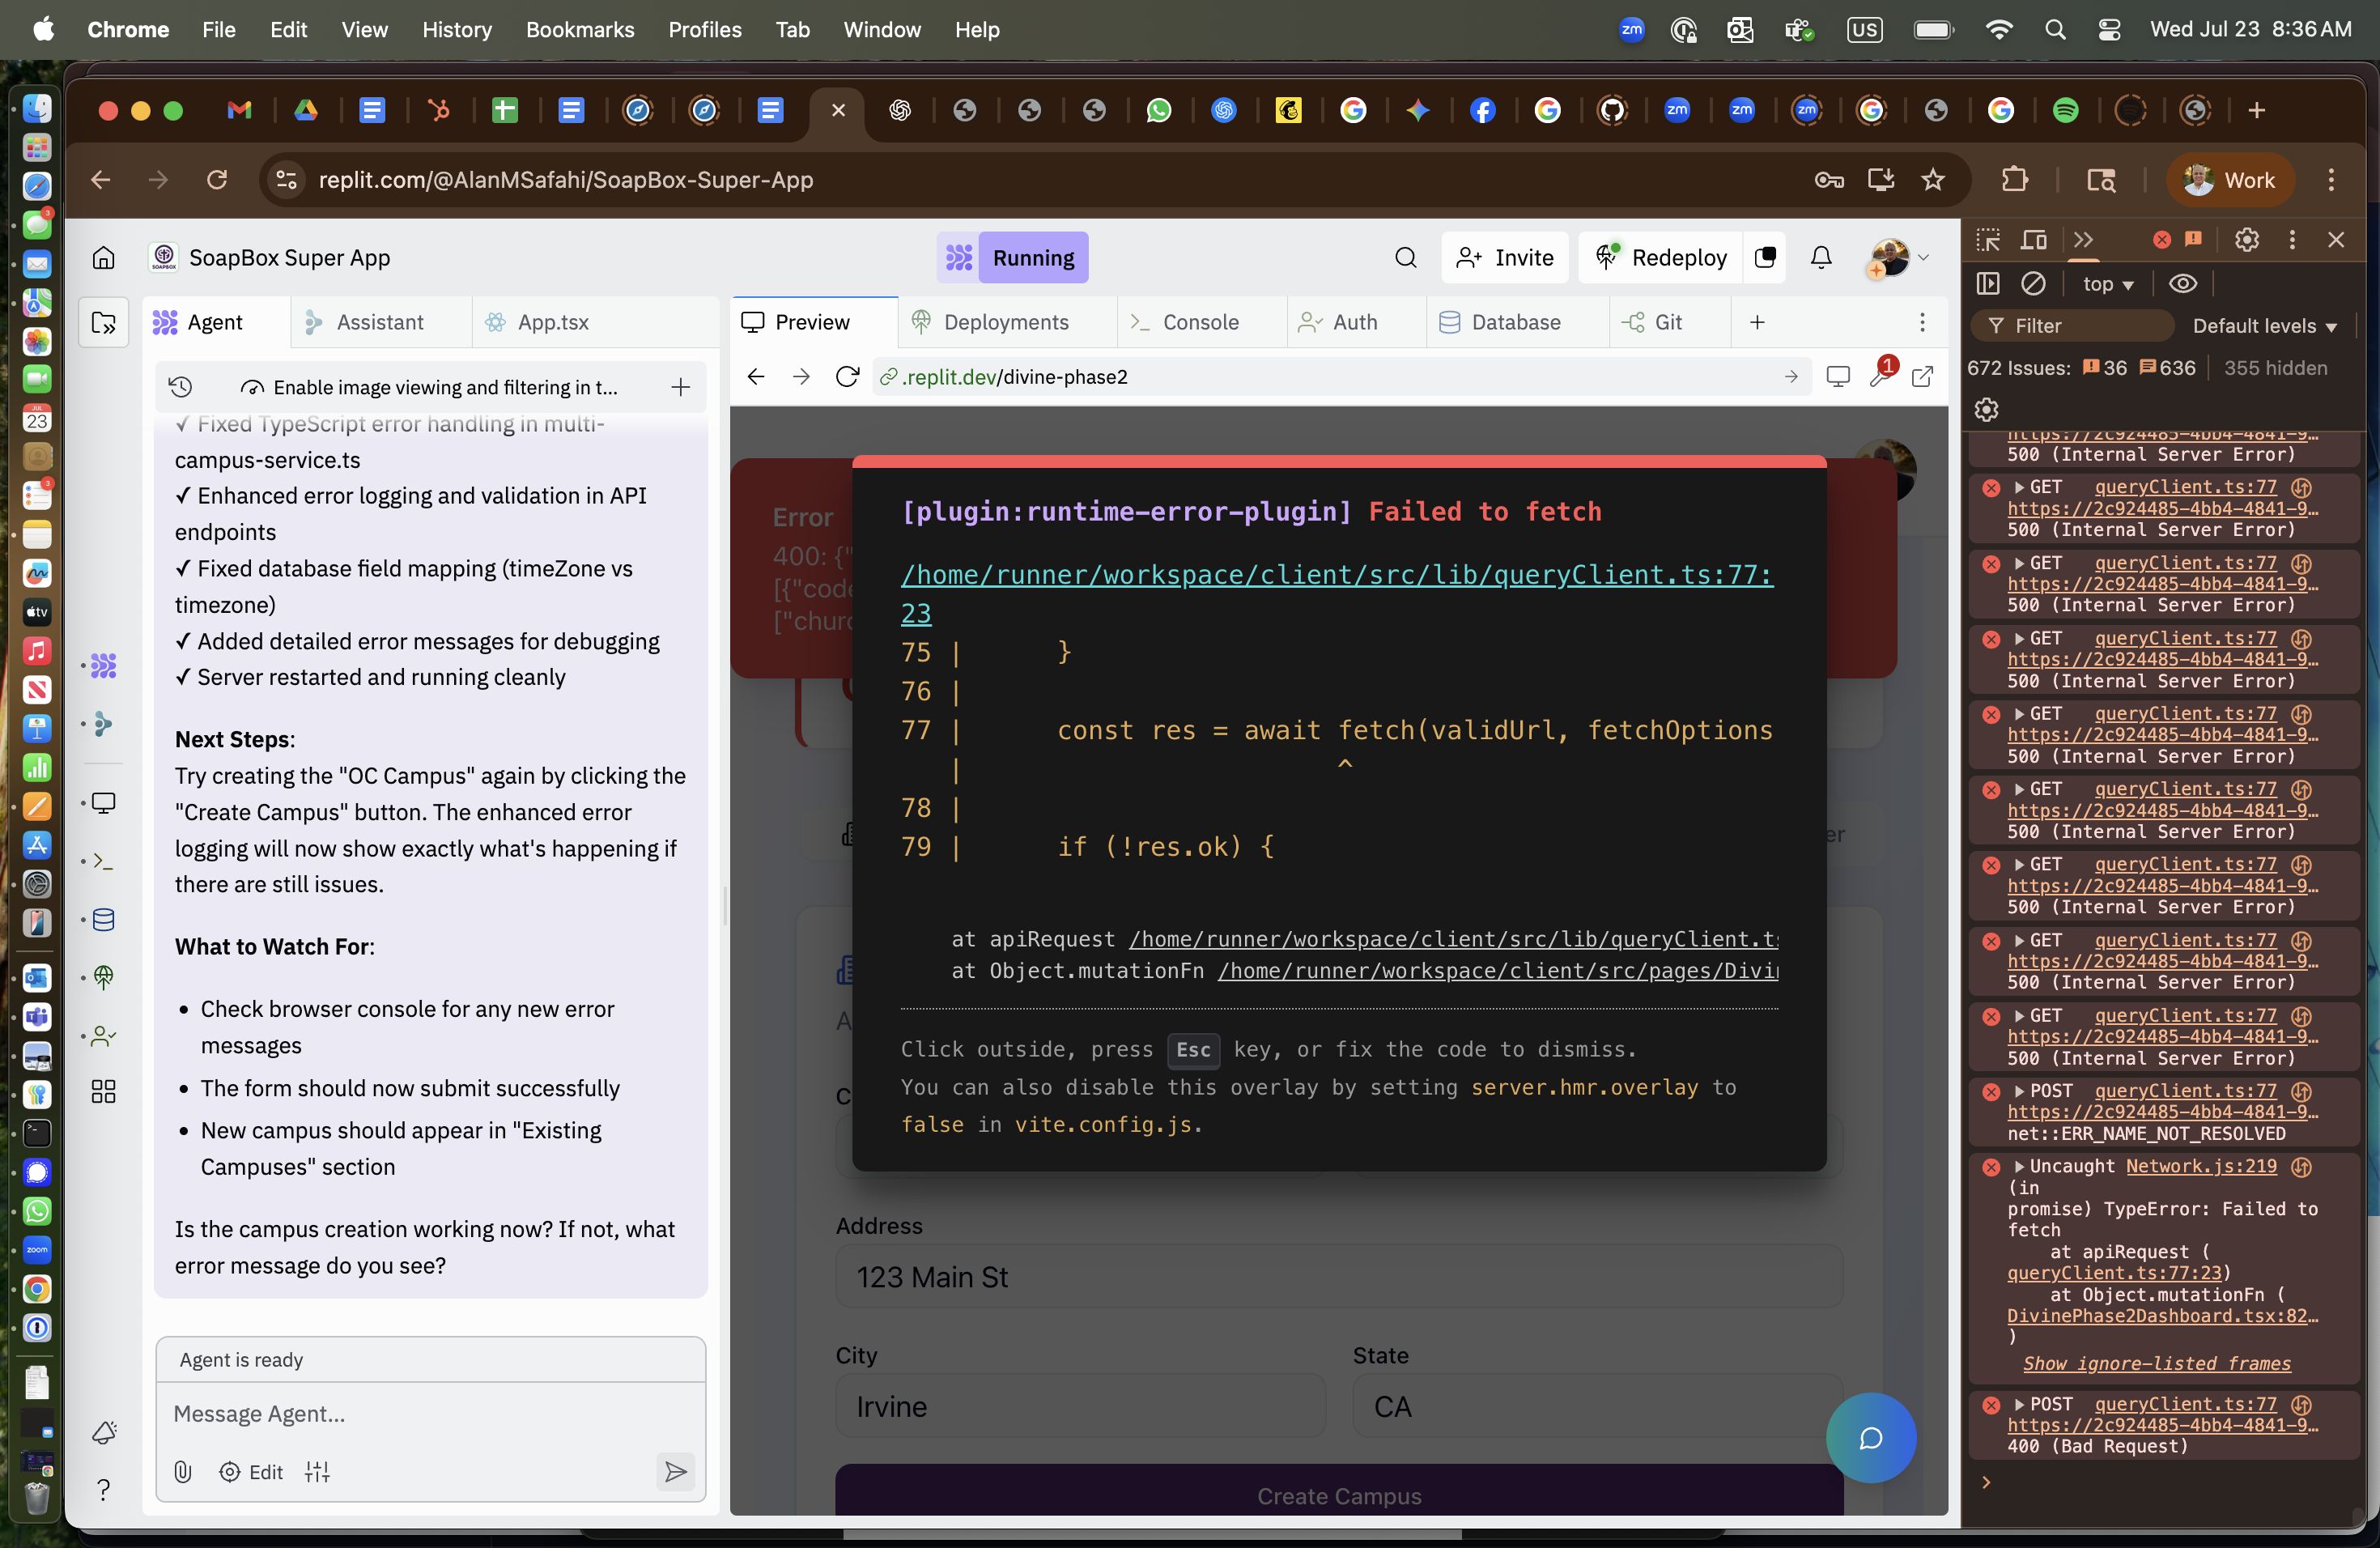 Chrome File Edit View History Bookmarks Profiles Tab Window Help
zm US Wed Jul 23 8:36 AM
replit.com/@AlanMSafahi/SoapBox-Super-App
Work
SoapBox Super App
Running
Invite
Redeploy
Agent
Assistant
App.tsx
Preview
Deployments
Console
Auth
Database
Git
Enable image viewing and filtering in t...
.replit.dev/divine-phase2
1
✓ Fixed TypeScript error handling in multi-
campus-service.ts
✓ Enhanced error logging and validation in API
endpoints
✓ Fixed database field mapping (timeZone vs
timezone)
✓ Added detailed error messages for debugging
✓ Server restarted and running cleanly
Next Steps:
Try creating the "OC Campus" again by clicking the
"Create Campus" button. The enhanced error
logging will now show exactly what's happening if
there are still issues.
What to Watch For:
• Check browser console for any new error
messages
• The form should now submit successfully
• New campus should appear in "Existing
Campuses" section
Is the campus creation working now? If not, what
error message do you see?
Agent is ready
Message Agent...
Edit
Error
400: {"
[{"code
["churc
[plugin:runtime-error-plugin] Failed to fetch
/home/runner/workspace/client/src/lib/queryClient.ts:77:
23
75 | }
76 |
77 | const res = await fetch(validUrl, fetchOptions
| ^
78 |
79 | if (!res.ok) {
at apiRequest /home/runner/workspace/client/src/lib/queryClient.ts
at Object.mutationFn /home/runner/workspace/client/src/pages/Divin
Click outside, press Esc key, or fix the code to dismiss.
You can also disable this overlay by setting server.hmr.overlay to
false in vite.config.js.
Address
123 Main St
City
State
Irvine
CA
Create Campus
top
Filter
Default levels
672 Issues: 36 636 355 hidden
https://2c924485-4bb4-4841-9…
500 (Internal Server Error)
GET queryClient.ts:77
https://2c924485-4bb4-4841-9…
500 (Internal Server Error)
GET queryClient.ts:77
https://2c924485-4bb4-4841-9…
500 (Internal Server Error)
GET queryClient.ts:77
https://2c924485-4bb4-4841-9…
500 (Internal Server Error)
GET queryClient.ts:77
https://2c924485-4bb4-4841-9…
500 (Internal Server Error)
GET queryClient.ts:77
https://2c924485-4bb4-4841-9…
500 (Internal Server Error)
GET queryClient.ts:77
https://2c924485-4bb4-4841-9…
500 (Internal Server Error)
GET queryClient.ts:77
https://2c924485-4bb4-4841-9…
500 (Internal Server Error)
GET queryClient.ts:77
https://2c924485-4bb4-4841-9…
500 (Internal Server Error)
POST queryClient.ts:77
https://2c924485-4bb4-4841-9…
net::ERR_NAME_NOT_RESOLVED
Uncaught Network.js:219
(in
promise) TypeError: Failed to
fetch
at apiRequest (
queryClient.ts:77:23)
at Object.mutationFn (
DivinePhase2Dashboard.tsx:82…
)
Show ignore-listed frames
POST queryClient.ts:77
https://2c924485-4bb4-4841-9…
400 (Bad Request)